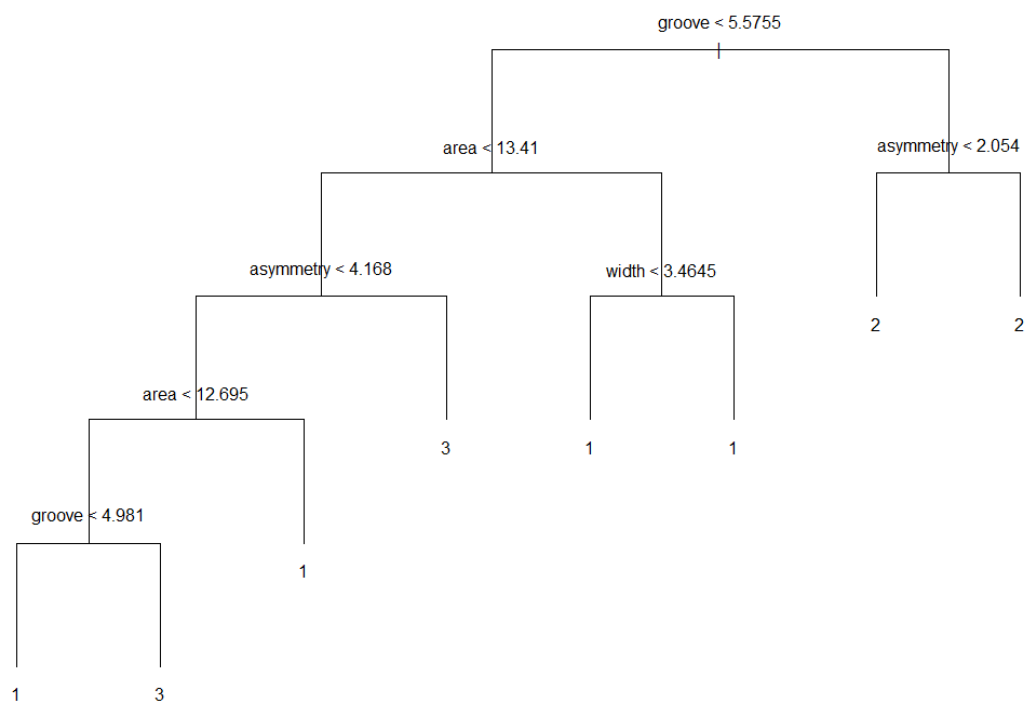 groove < 5.5755
area < 13.41
asymmetry < 2.054
asymmetry < 4.168
width < 3.4645
2
2
area < 12.695
3
1
1
groove < 4.981
1
1
3